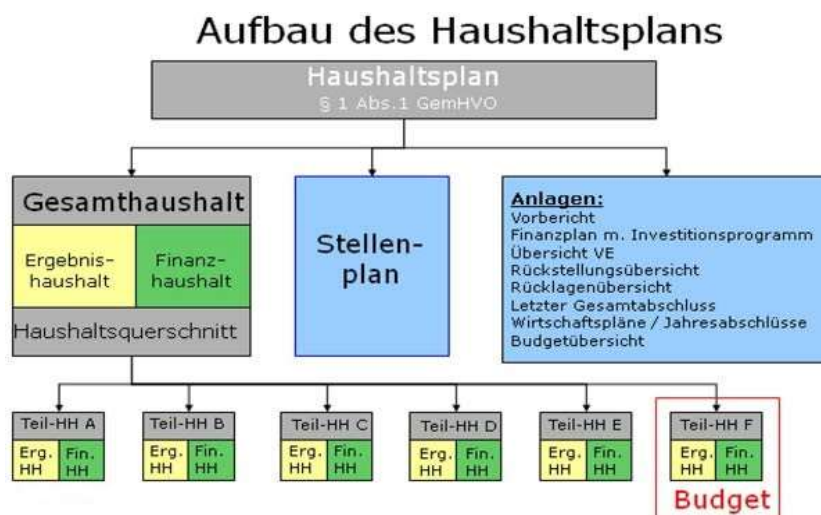 Aufbau des Haushaltsplans
Haushaltsplan
§ 1 Abs.1 GemHVO
Gesamthaushalt
Ergebnis-
haushalt
Finanz-
haushalt
Haushaltsquerschnitt
Stellen-
plan
Anlagen:
Vorbericht
Finanzplan m. Investitionsprogramm
Übersicht VE
Rückstellungsübersicht
Rücklagenübersicht
Letzter Gesamtabschluss
Wirtschaftspläne / Jahresabschlüsse
Budgetübersicht
Teil-HH A
Erg.
HH
Fin.
HH
Teil-HH B
Erg.
HH
Fin.
HH
Teil-HH C
Erg.
HH
Fin.
HH
Teil-HH D
Erg.
HH
Fin.
HH
Teil-HH E
Erg.
HH
Fin.
HH
Teil-HH F
Erg.
HH
Fin.
HH
Budget